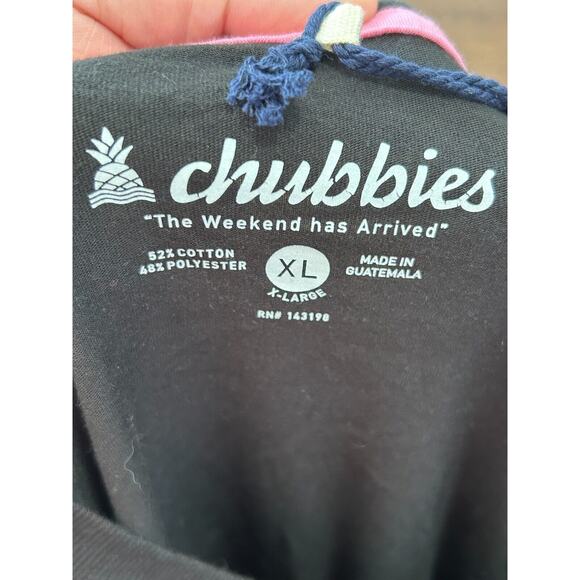 chubbies
"The Weekend has Arrived"
52% COTTON
48% POLYESTER
XL
X-LARGE
MADE IN
GUATEMALA
RN# 143198